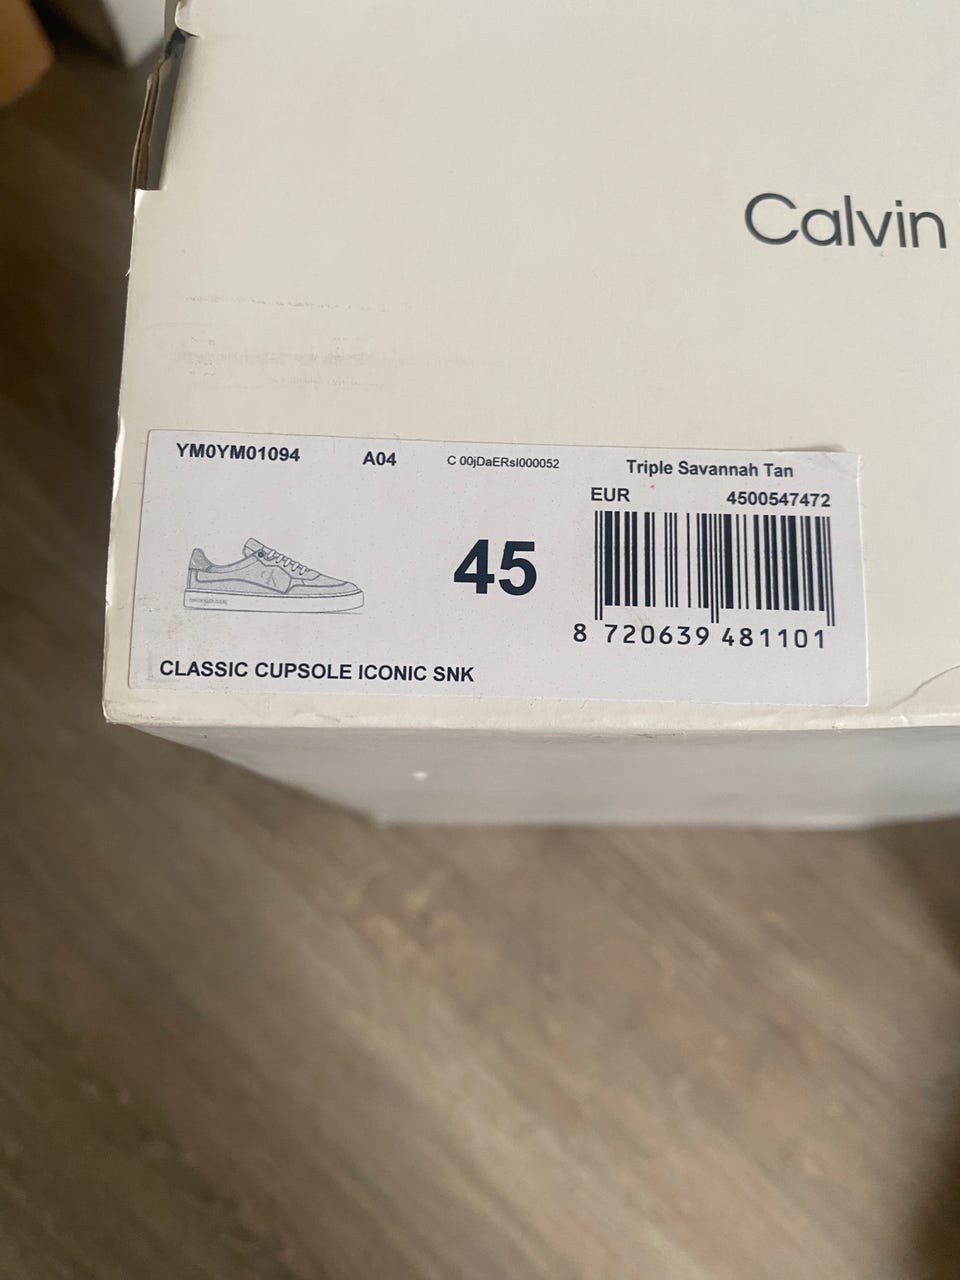 Calvin
YM0YM01094 A04 C 00jDaERsI000052 Triple Savannah Tan
EUR 4500547472
45
8 720639 481101
CLASSIC CUPSOLE ICONIC SNK